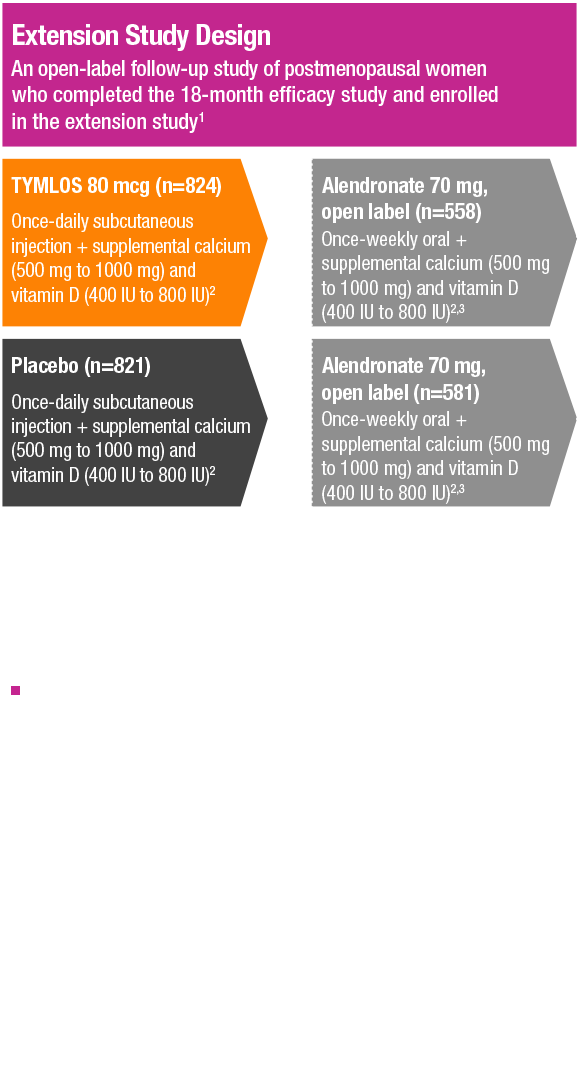 Extension Study Design
An open-label follow-up study of postmenopausal women
who completed the 18-month efficacy study and enrolled
in the extension study1
TYMLOS 80 mcg (n=824)
Once-daily subcutaneous
injection + supplemental calcium
(500 mg to 1000 mg) and
vitamin D (400 IU to 800 IU)2
Alendronate 70 mg,
open label (n=558)
Once-weekly oral +
supplemental calcium (500 mg
to 1000 mg) and vitamin D
(400 IU to 800 IU)2,3
Placebo (n=821)
Once-daily subcutaneous
injection + supplemental calcium
(500 mg to 1000 mg) and
vitamin D (400 IU to 800 IU)2
Alendronate 70 mg,
open label (n=581)
Once-weekly oral +
supplemental calcium (500 mg
to 1000 mg) and vitamin D
(400 IU to 800 IU)2,3